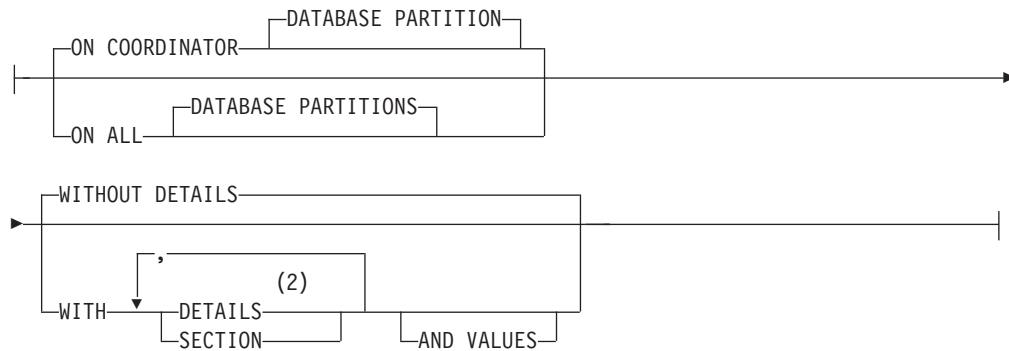 DATABASE PARTITION
ON COORDINATOR
DATABASE PARTITIONS
ON ALL
WITHOUT DETAILS
,
(2)
WITH DETAILS
SECTION AND VALUES